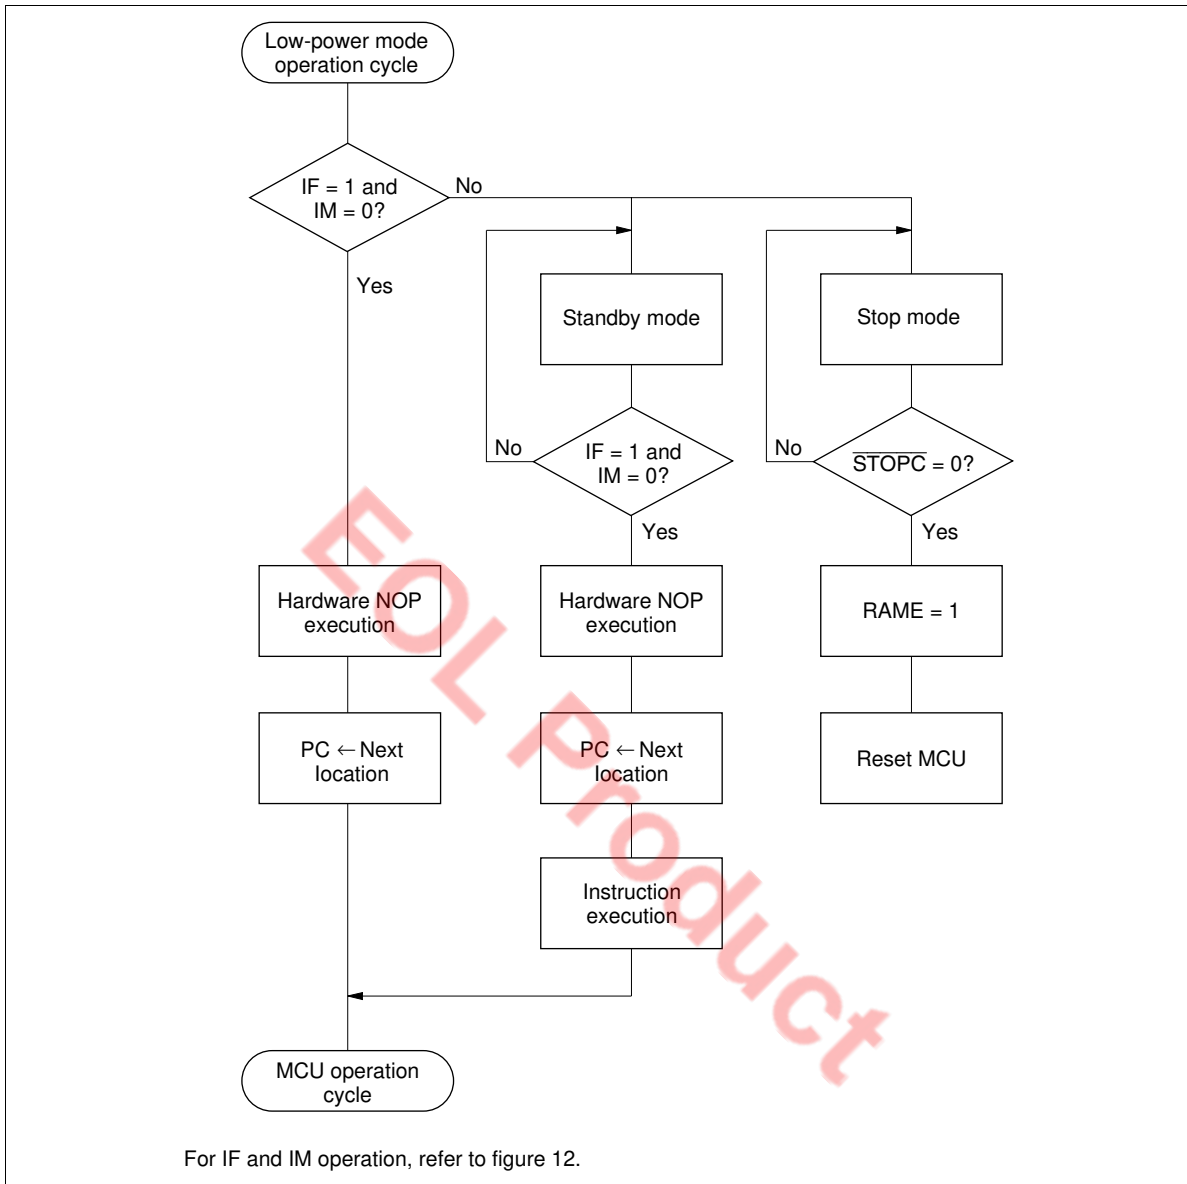 Low-power mode
operation cycle
IF = 1 and
IM = 0?
No
Yes
Standby mode
Stop mode
No
IF = 1 and
IM = 0?
Yes
No
STOPC = 0?
Yes
Hardware NOP
execution
Hardware NOP
execution
RAME = 1
PC ← Next
location
PC ← Next
location
Reset MCU
Instruction
execution
MCU operation
cycle
For IF and IM operation, refer to figure 12.
EOL Product